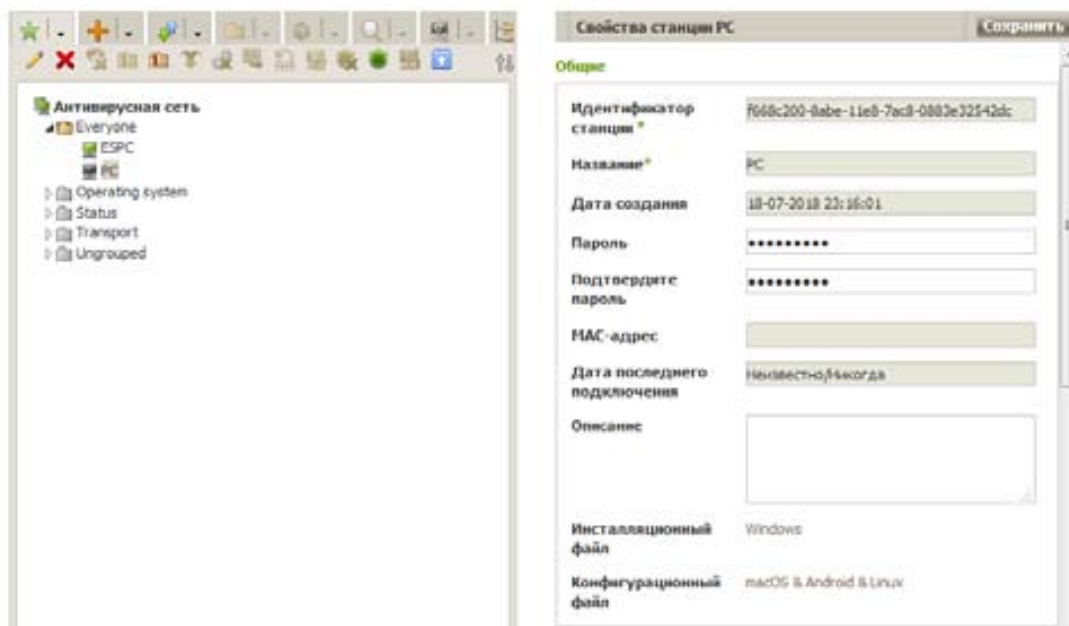 Антивирусная сеть
Everyone
ESPC
PC
Operating system
Status
Transport
Ungrouped
Свойства станции PC
Сохранить
Общие
Идентификатор
станции *
f668c200-8abe-11e8-7ac8-0883e32542dc
Название*
PC
Дата создания
18-07-2018 23:16:01
Пароль
•••••••••
Подтвердите
пароль
•••••••••
MAC-адрес
Дата последнего
подключения
Неизвестно/Никогда
Описание
Инсталляционный
файл
Windows
Конфигурационный
файл
macOS & Android & Linux